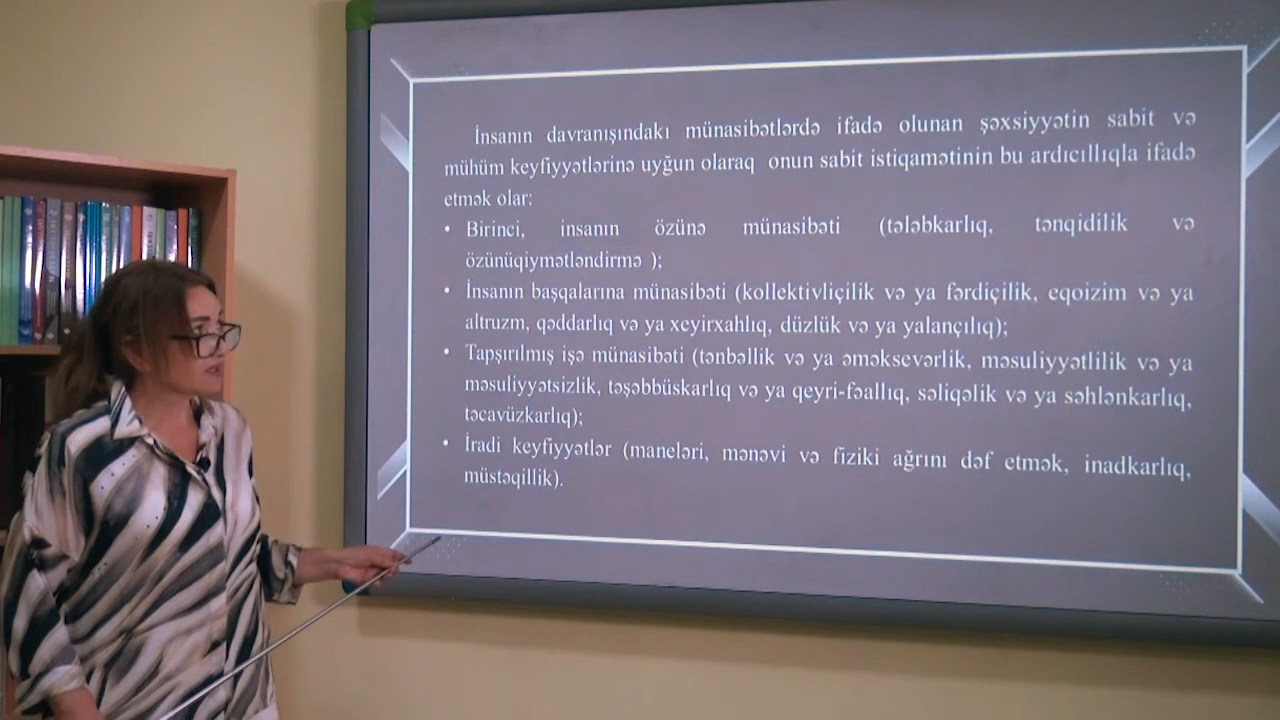 İnsanın davranışındakı münasibətlərdə ifadə olunan şəxsiyyətin sabit və
mühüm keyfiyyətlərinə uyğun olaraq onun sabit istiqamətinin bu ardıcıllıqla ifadə
etmək olar:
• Birinci, insanın özünə münasibəti (tələbkarlıq, tənqidilik və
özünüqiymətləndirmə );
• İnsanın başqalarına münasibəti (kollektivliçilik və ya fərdiçilik, eqoizim və ya
altruzm, qəddarlıq və ya xeyirxahlıq, düzlük və ya yalançılıq);
• Tapşırılmış işə münasibəti (tənbəllik və ya əməksevərlik, məsuliyyətlilik və ya
məsuliyyətsizlik, təşəbbüskarlıq və ya qeyri-fəallıq, səliqəlik və ya səhlənkarlıq,
təcavüzkarlıq);
• İradi keyfiyyətlər (maneləri, mənəvi və fiziki ağrını dəf etmək, inadkarlıq,
müstəqillik).